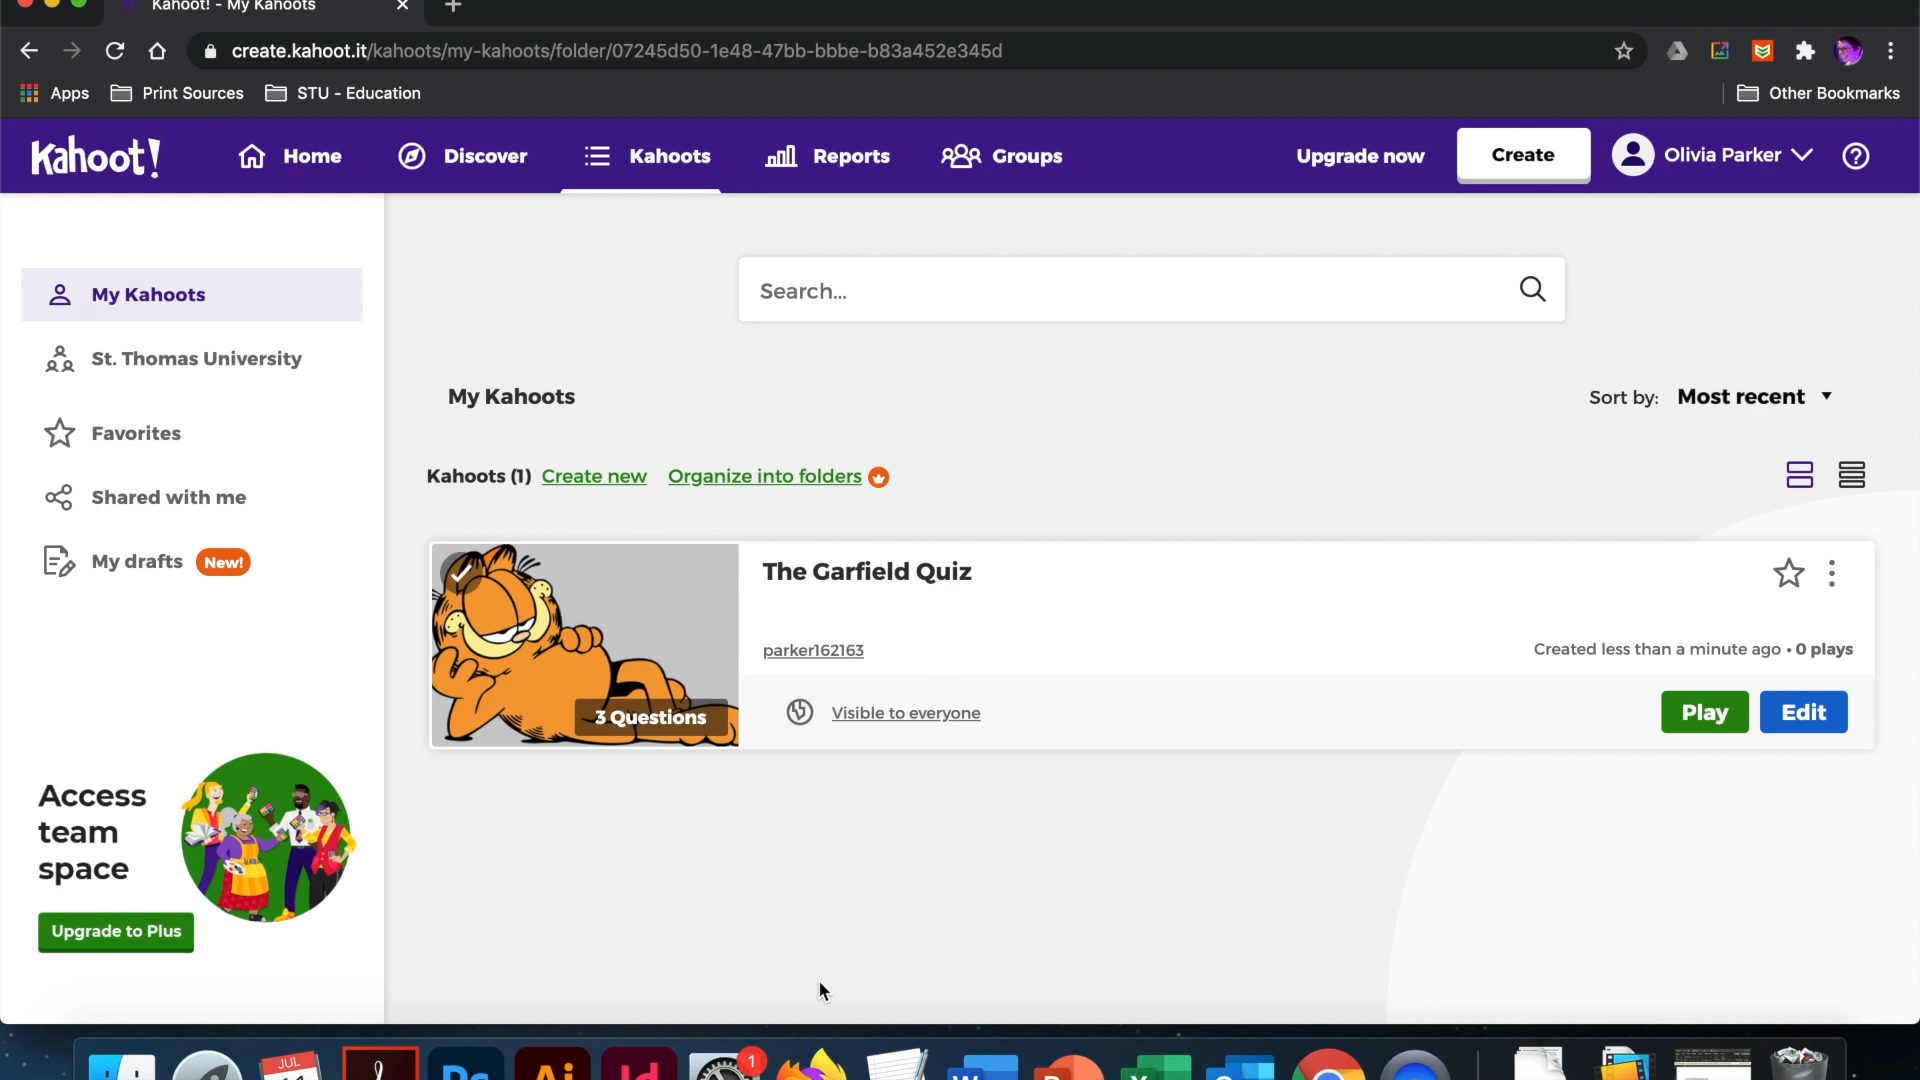 Kahoot! - My Kahoots
create.kahoot.it/kahoots/my-kahoots/folder/07245d50-1e48-47bb-bbbe-b83a452e345d
Apps
Print Sources
STU - Education
Other Bookmarks
Kahoot!
Home
Discover
Kahoots
Reports
Groups
Upgrade now
Create
Olivia Parker
My Kahoots
St. Thomas University
Favorites
Shared with me
My drafts New!
Access
team
space
Upgrade to Plus
Search...
My Kahoots
Sort by: Most recent
Kahoots (1) Create new Organize into folders
The Garfield Quiz
3 Questions
parker162163
Created less than a minute ago • 0 plays
Visible to everyone
Play
Edit
JUL
1
Ps
Ai
Id